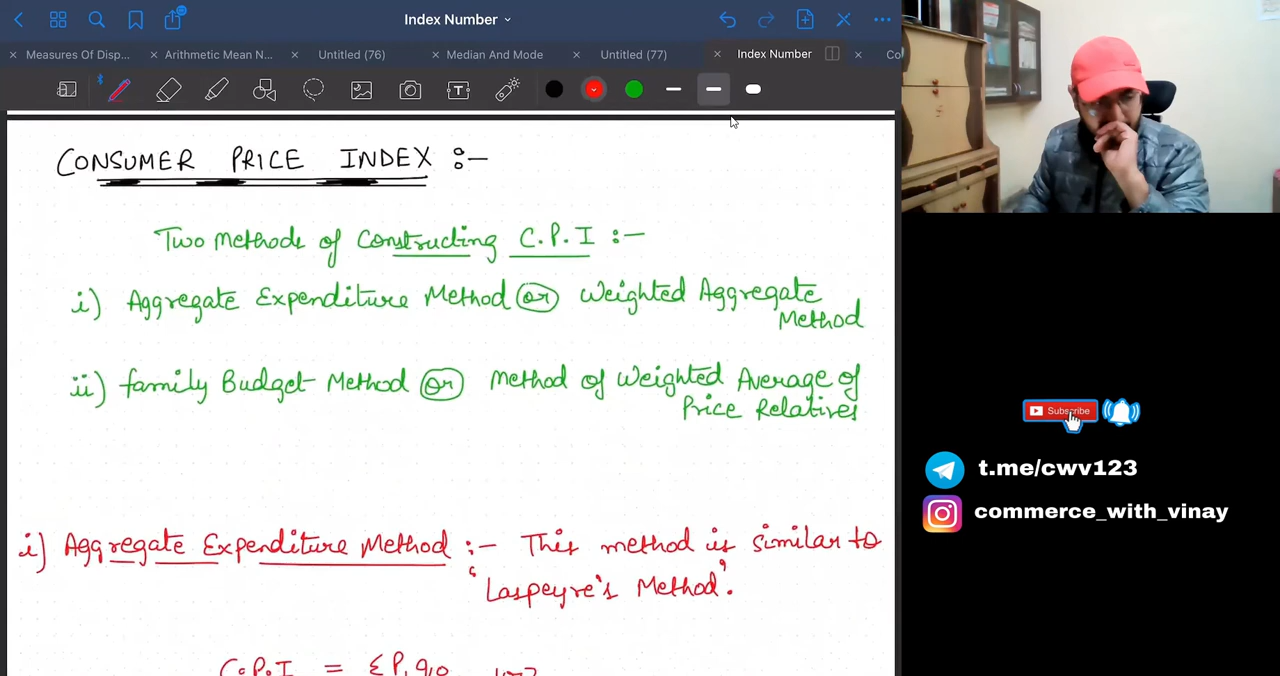 Index Number
Measures Of Disp...
Arithmetic Mean N...
Untitled (76)
Median And Mode
Untitled (77)
Index Number
CONSUMER PRICE INDEX :-
Two Methods of Constructing C.P.I :-
i) Aggregate Expenditure Method or Weighted Aggregate
Method
ii) family Budget Method or Method of Weighted Average of
Price Relatives
i) Aggregate Expenditure Method :- This method is similar to
'Laspeyre's Method'.
C.P.I = ΣP₁q₀
Subscribe
t.me/cwv123
commerce_with_vinay